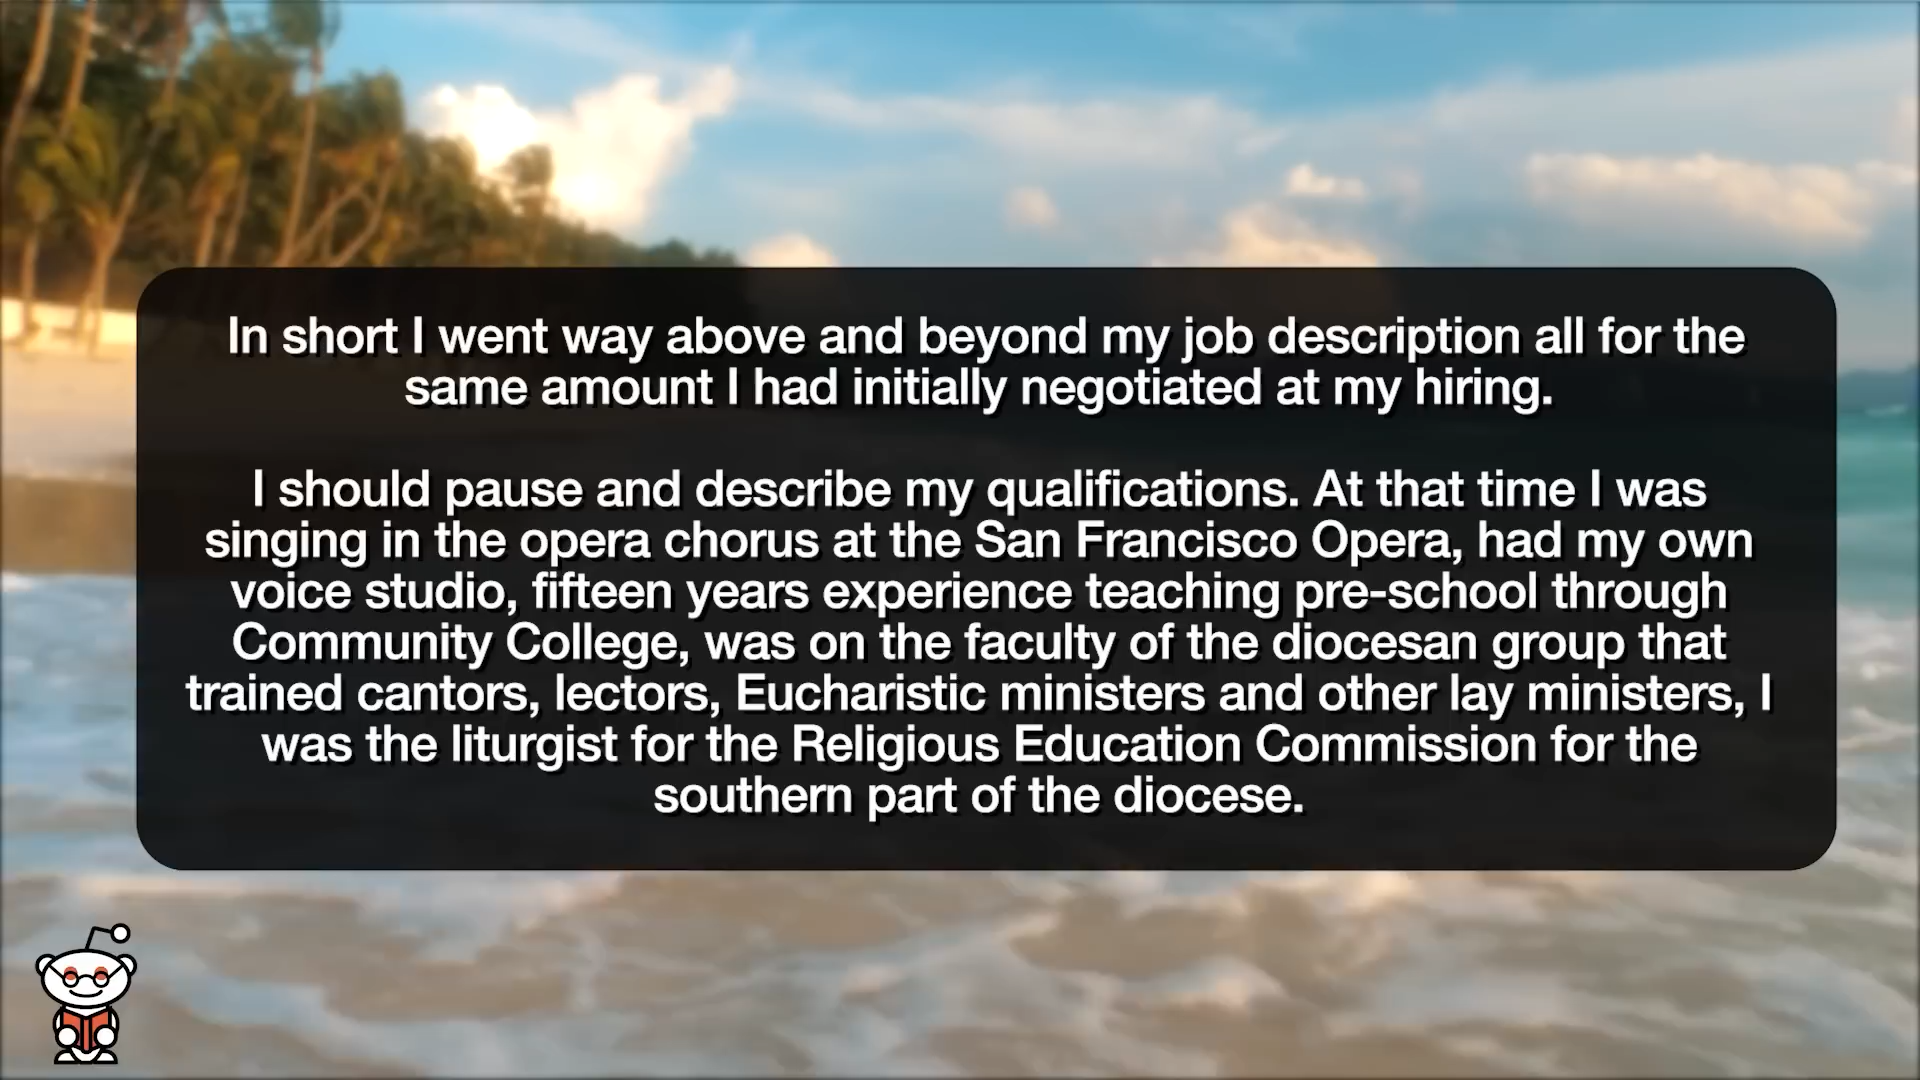 In short I went way above and beyond my job description all for the
same amount I had initially negotiated at my hiring.
I should pause and describe my qualifications. At that time I was
singing in the opera chorus at the San Francisco Opera, had my own
voice studio, fifteen years experience teaching pre-school through
Community College, was on the faculty of the diocesan group that
trained cantors, lectors, Eucharistic ministers and other lay ministers, I
was the liturgist for the Religious Education Commission for the
southern part of the diocese.